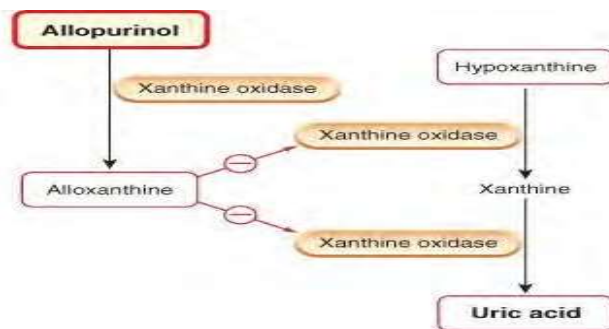 Allopurinol
Xanthine oxidase
Hypoxanthine
Xanthine oxidase
Alloxanthine
Xanthine
Xanthine oxidase
Uric acid